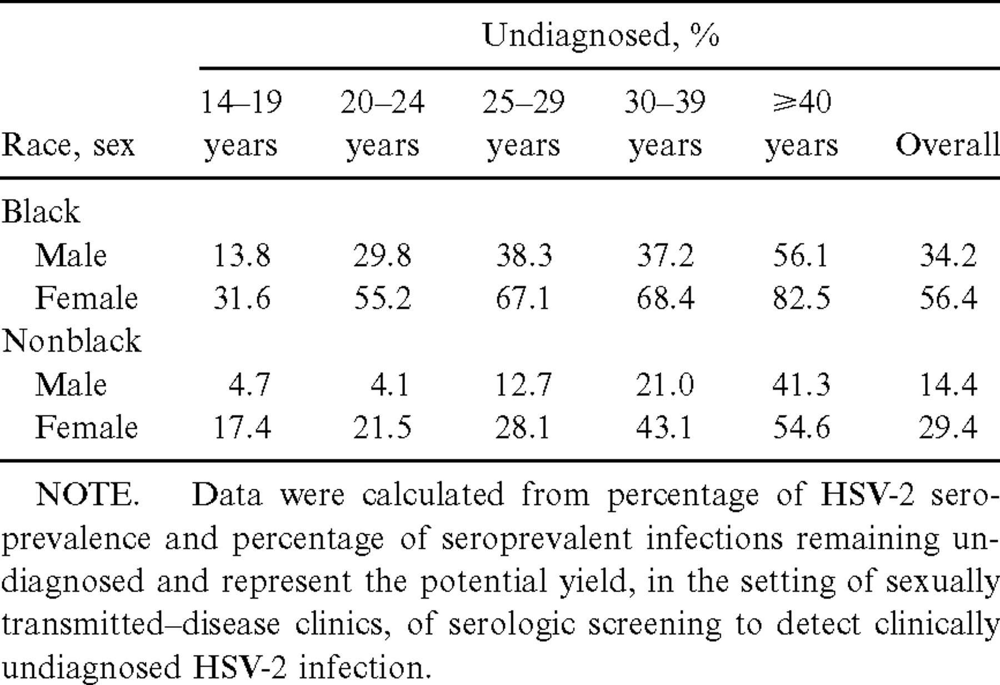 Undiagnosed, %
14–19 20–24 25–29 30–39 ⩾40
Race, sex years years years years years Overall
Black
Male 13.8 29.8 38.3 37.2 56.1 34.2
Female 31.6 55.2 67.1 68.4 82.5 56.4
Nonblack
Male 4.7 4.1 12.7 21.0 41.3 14.4
Female 17.4 21.5 28.1 43.1 54.6 29.4
NOTE. Data were calculated from percentage of HSV-2 sero-
prevalence and percentage of seroprevalent infections remaining un-
diagnosed and represent the potential yield, in the setting of sexually
transmitted–disease clinics, of serologic screening to detect clinically
undiagnosed HSV-2 infection.